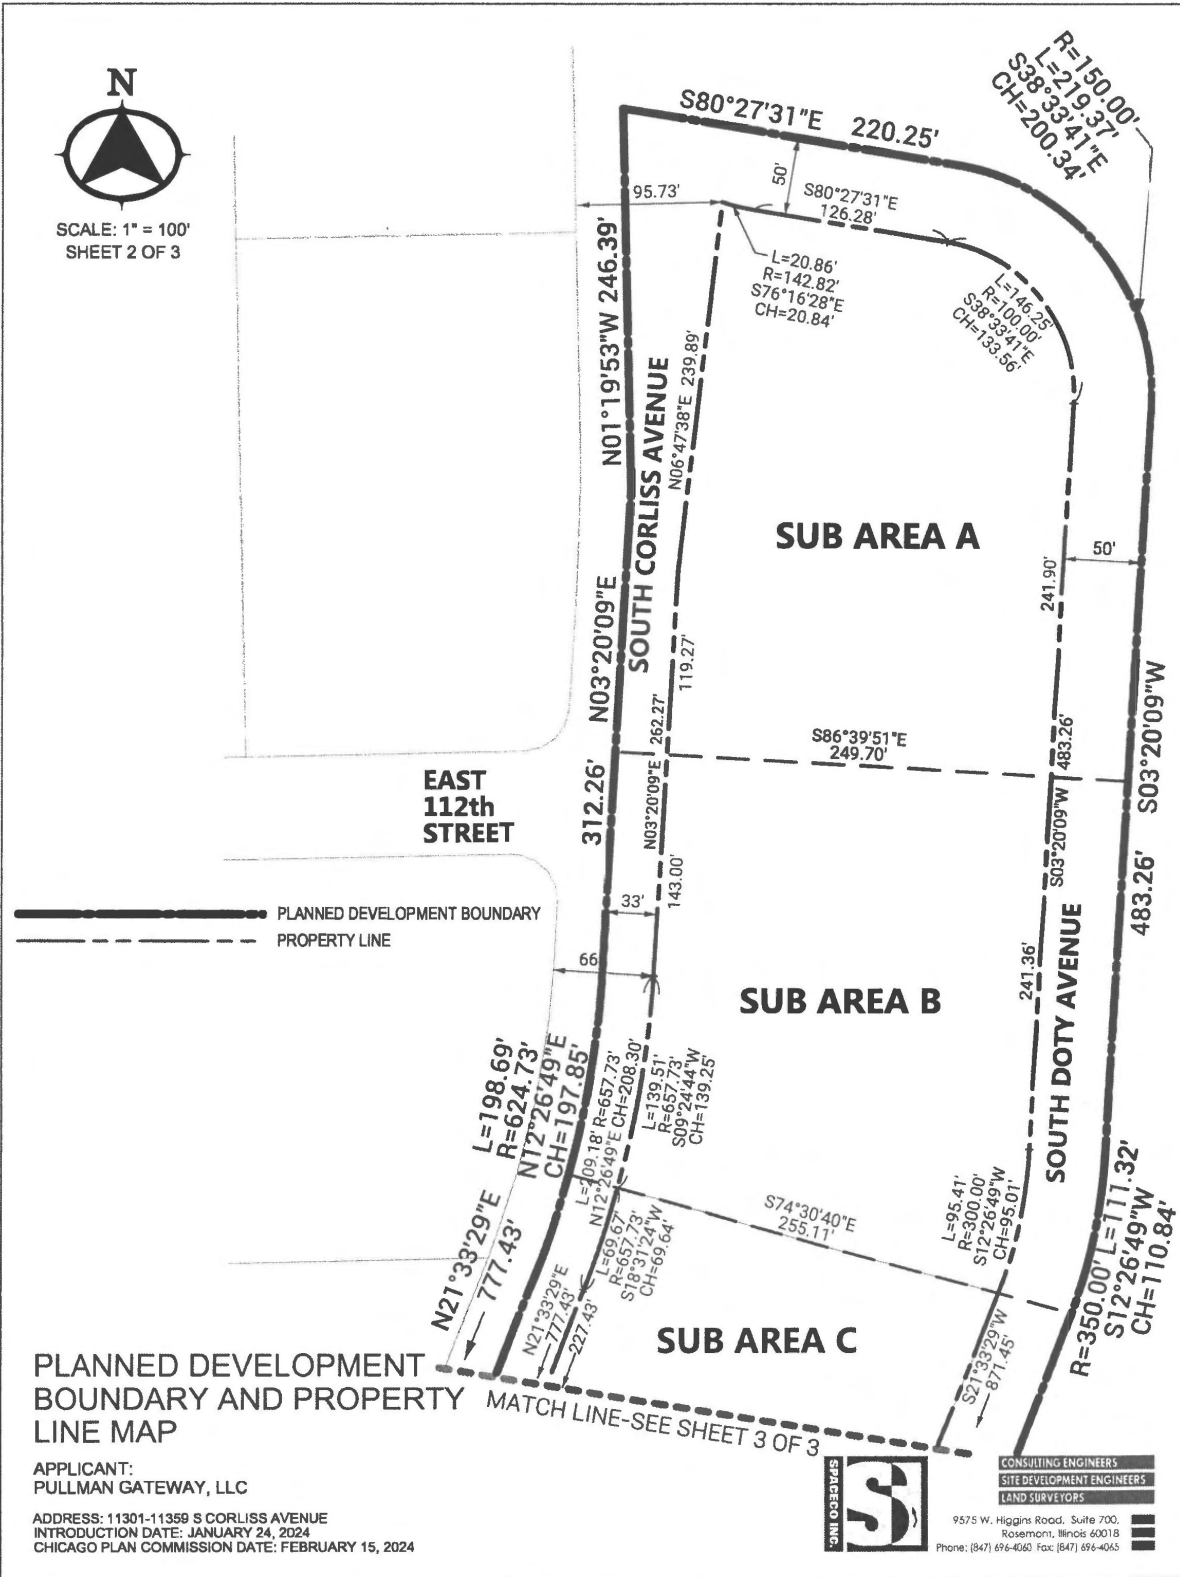 N
SCALE: 1" = 100'
SHEET 2 OF 3
S80°27'31"E 220.25'
R=150.00'
L=219.37'
S38°33'41"E
CH=200.34'
95.73'
50'
S80°27'31"E
126.28'
L=20.86'
R=142.82'
S76°16'28"E
CH=20.84'
L=146.25'
R=100.00'
S38°33'41"E
CH=133.56'
N01°19'53"W 246.39'
SOUTH CORLISS AVENUE
N06°47'38"E 239.89'
SUB AREA A
50'
241.90'
N03°20'09"E
312.26'
119.27'
262.27'
N03°20'09"E
143.00'
S86°39'51"E
249.70'
483.26'
S03°20'09"W
S03°20'09"W
483.26'
EAST
112th
STREET
PLANNED DEVELOPMENT BOUNDARY
PROPERTY LINE
33'
66
SUB AREA B
241.36'
SOUTH DOTY AVENUE
L=198.69'
R=624.73'
N12°26'49"E
CH=197.85'
L=209.18' R=657.73'
N12°26'49"E CH=208.30'
L=139.51'
R=657.73'
S09°24'44"W
CH=139.25'
S74°30'40"E
255.11'
L=95.41'
R=300.00'
S12°26'49"W
CH=95.01'
R=350.00' L=111.32'
S12°26'49"W
CH=110.84'
N21°33'29"E
777.43'
L=69.67'
R=657.73'
S18°31'24"W
CH=69.64'
N21°33'29"E
777.43'
227.43'
SUB AREA C
S21°33'29"W
871.45'
MATCH LINE-SEE SHEET 3 OF 3
PLANNED DEVELOPMENT
BOUNDARY AND PROPERTY
LINE MAP
APPLICANT:
PULLMAN GATEWAY, LLC
ADDRESS: 11301-11359 S CORLISS AVENUE
INTRODUCTION DATE: JANUARY 24, 2024
CHICAGO PLAN COMMISSION DATE: FEBRUARY 15, 2024
SPACECO INC.
CONSULTING ENGINEERS
SITE DEVELOPMENT ENGINEERS
LAND SURVEYORS
9575 W. Higgins Road, Suite 700,
Rosemont, Illinois 60018
Phone: (847) 696-4060 Fax: (847) 696-4065